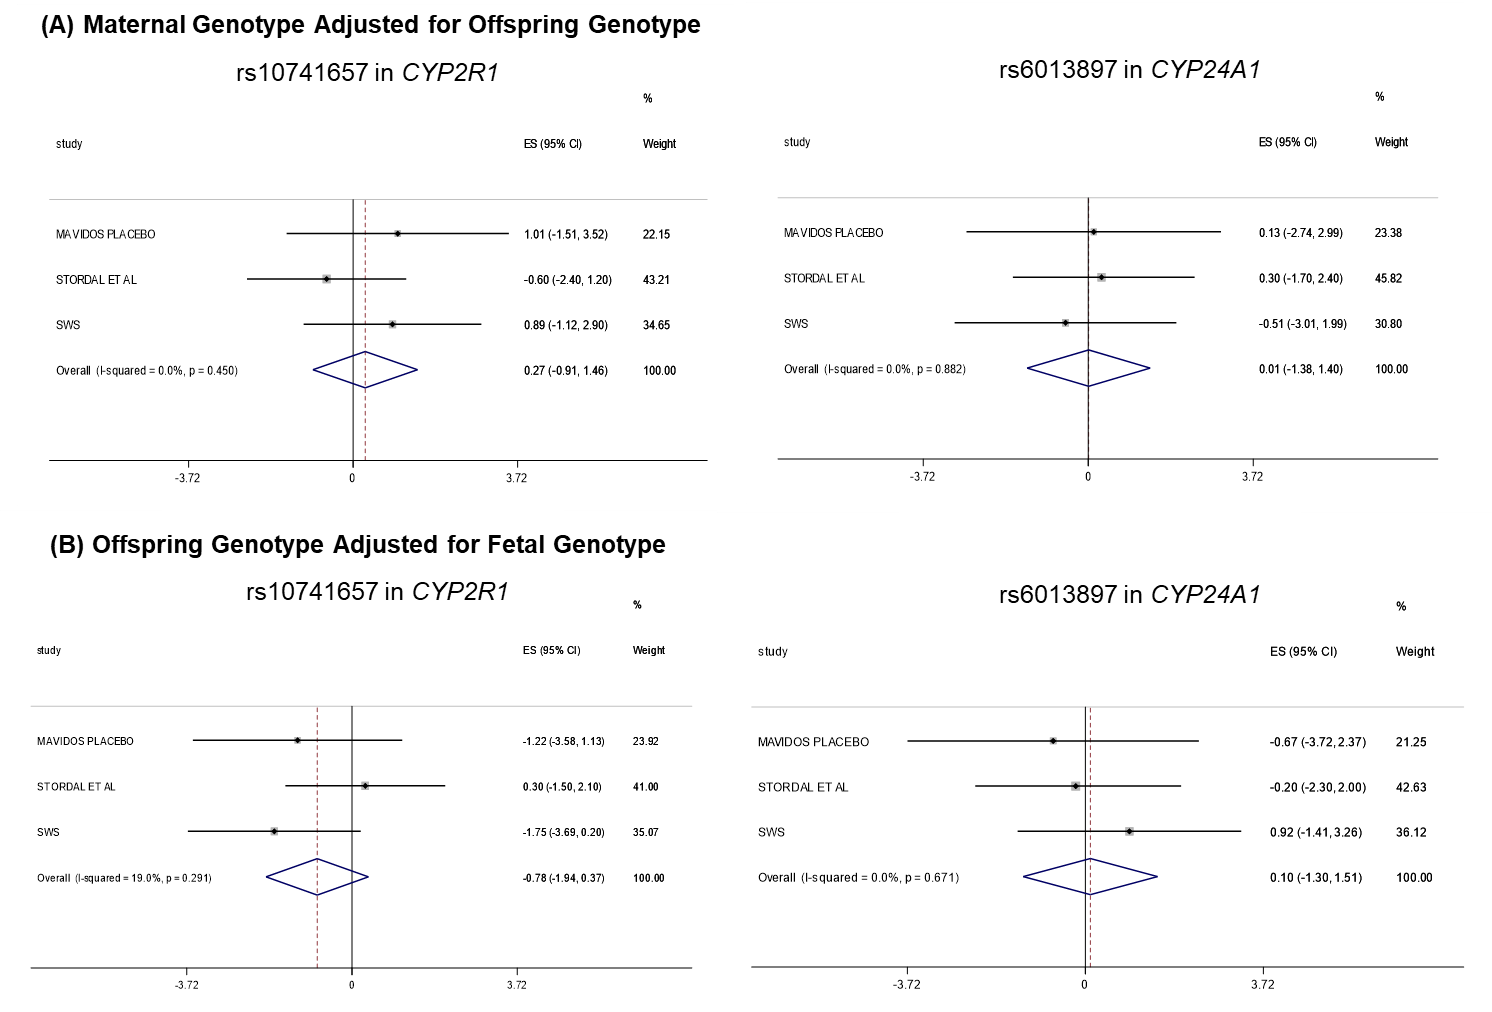 (A) Maternal Genotype Adjusted for Offspring Genotype
rs10741657 in CYP2R1
%
study ES (95% CI) Weight
MAVIDOS PLACEBO 1.01 (-1.51, 3.52) 22.15
STORDAL ET AL -0.60 (-2.40, 1.20) 43.21
SWS 0.89 (-1.12, 2.90) 34.65
Overall (I-squared = 0.0%, p = 0.450) 0.27 (-0.91, 1.46) 100.00
-3.72 0 3.72
rs6013897 in CYP24A1
%
study ES (95% CI) Weight
MAVIDOS PLACEBO 0.13 (-2.74, 2.99) 23.38
STORDAL ET AL 0.30 (-1.70, 2.40) 45.82
SWS -0.51 (-3.01, 1.99) 30.80
Overall (I-squared = 0.0%, p = 0.882) 0.01 (-1.38, 1.40) 100.00
-3.72 0 3.72
(B) Offspring Genotype Adjusted for Fetal Genotype
rs10741657 in CYP2R1
%
study ES (95% CI) Weight
MAVIDOS PLACEBO -1.22 (-3.58, 1.13) 23.92
STORDAL ET AL 0.30 (-1.50, 2.10) 41.00
SWS -1.75 (-3.69, 0.20) 35.07
Overall (I-squared = 19.0%, p = 0.291) -0.78 (-1.94, 0.37) 100.00
-3.72 0 3.72
rs6013897 in CYP24A1
%
study ES (95% CI) Weight
MAVIDOS PLACEBO -0.67 (-3.72, 2.37) 21.25
STORDAL ET AL -0.20 (-2.30, 2.00) 42.63
SWS 0.92 (-1.41, 3.26) 36.12
Overall (I-squared = 0.0%, p = 0.671) 0.10 (-1.30, 1.51) 100.00
-3.72 0 3.72